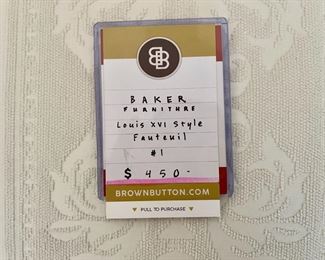 BB
BAKER
FURNITURE
Louis XVI Style
Fauteuil
#1
$ 450-
BROWNBUTTON.COM
PULL TO PURCHASE